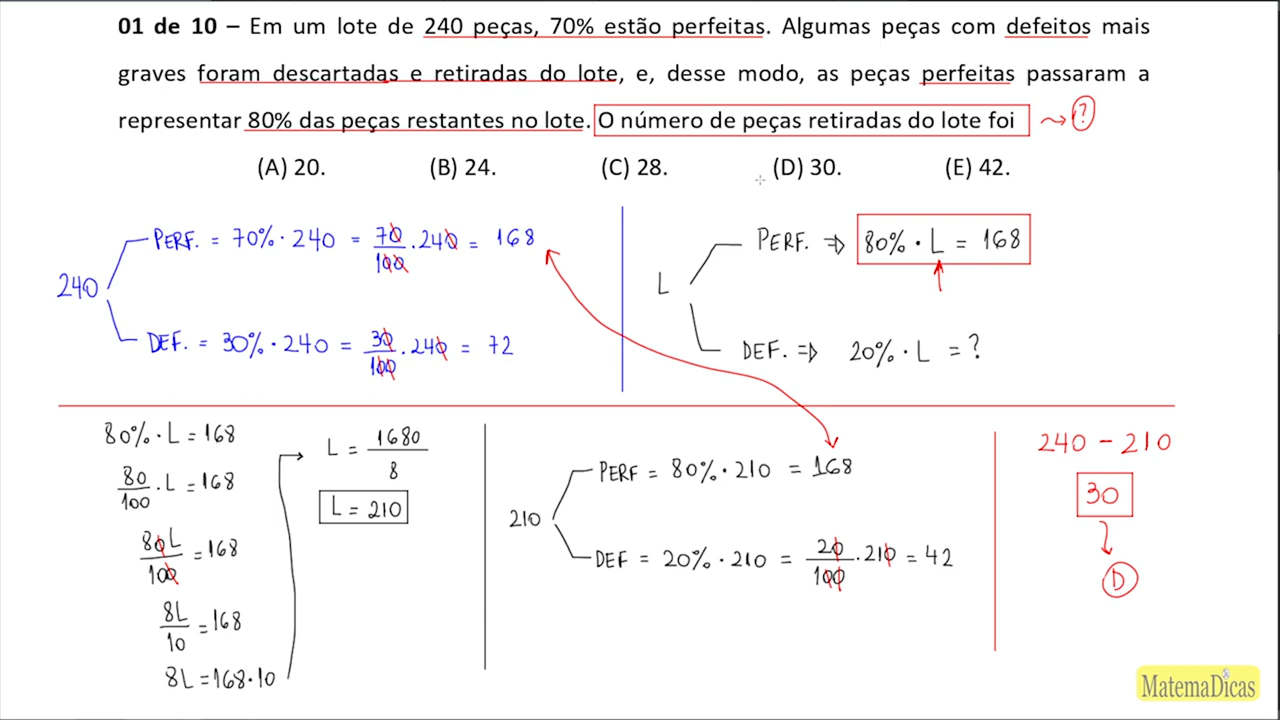 01 de 10 – Em um lote de 240 peças, 70% estão perfeitas. Algumas peças com defeitos mais
graves foram descartadas e retiradas do lote, e, desse modo, as peças perfeitas passaram a
representar 80% das peças restantes no lote. O número de peças retiradas do lote foi → ?
(A) 20. (B) 24. (C) 28. (D) 30. (E) 42.
240
PERF. = 70% · 240 = 70/100 · 240 = 168
DEF. = 30% · 240 = 30/100 · 240 = 72
L
PERF. ⇒ 80% · L = 168
DEF. ⇒ 20% · L = ?
80% · L = 168
80/100 · L = 168
80L/100 = 168
8L/10 = 168
8L = 168·10
L = 1680/8
L = 210
210
PERF = 80% · 210 = 168
DEF = 20% · 210 = 20/100 · 210 = 42
240 – 210
30
D
MatemaDicas